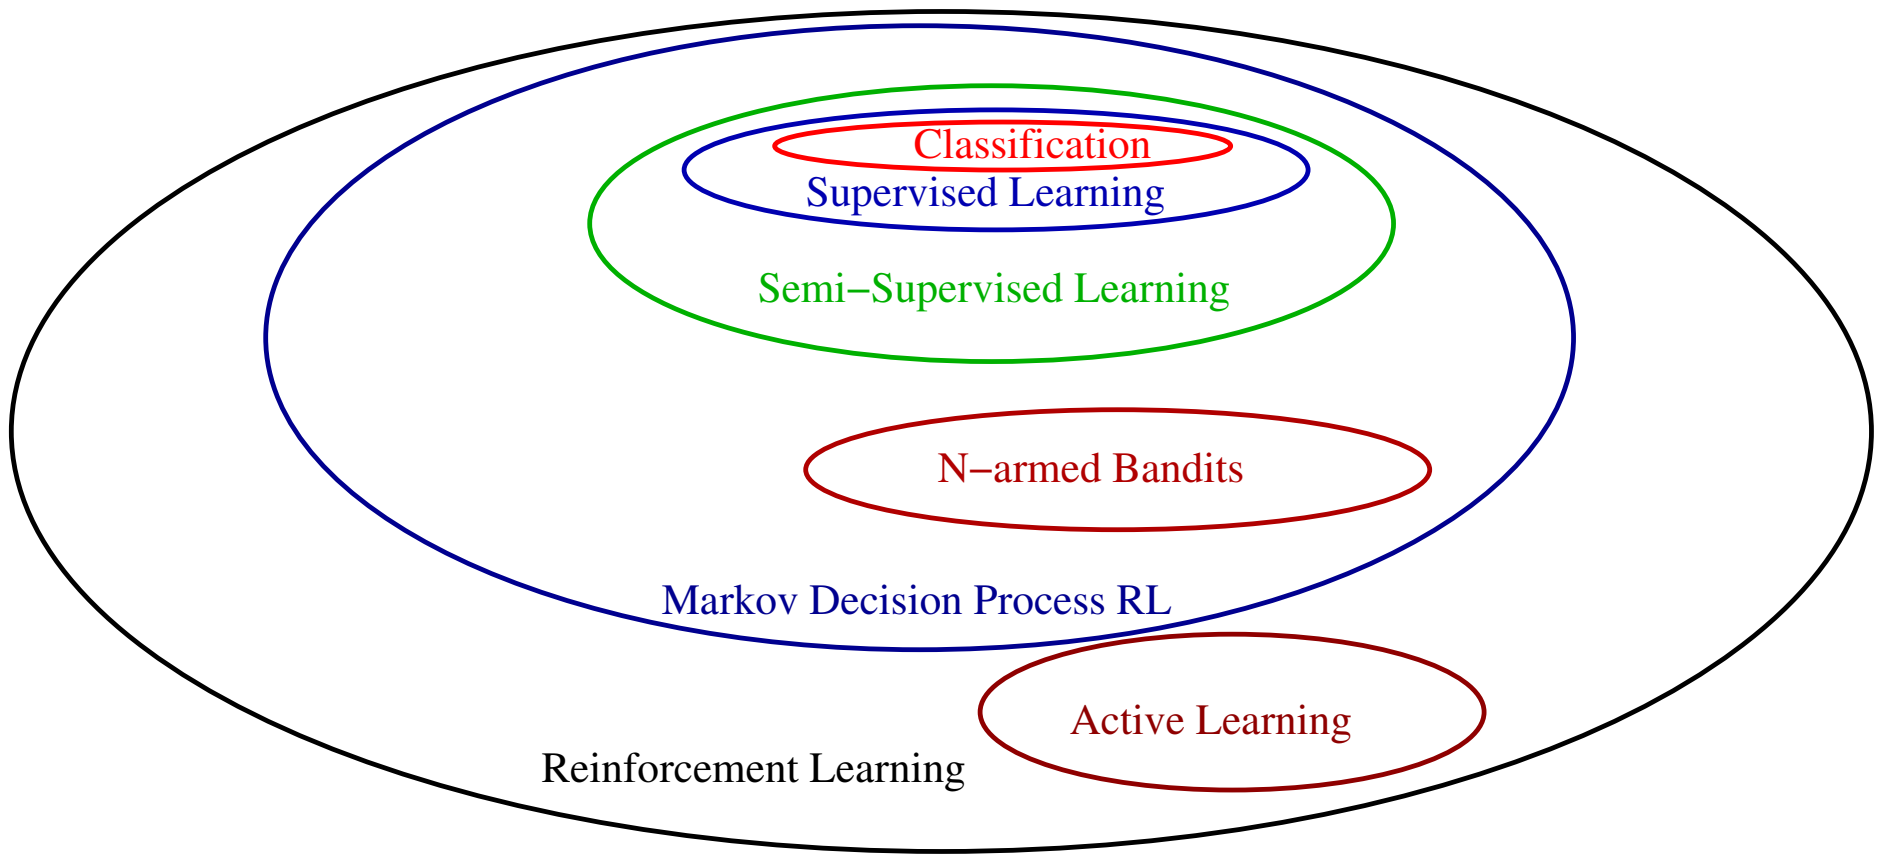 Classification
Supervised Learning
Semi−Supervised Learning
N−armed Bandits
Markov Decision Process RL
Active Learning
Reinforcement Learning